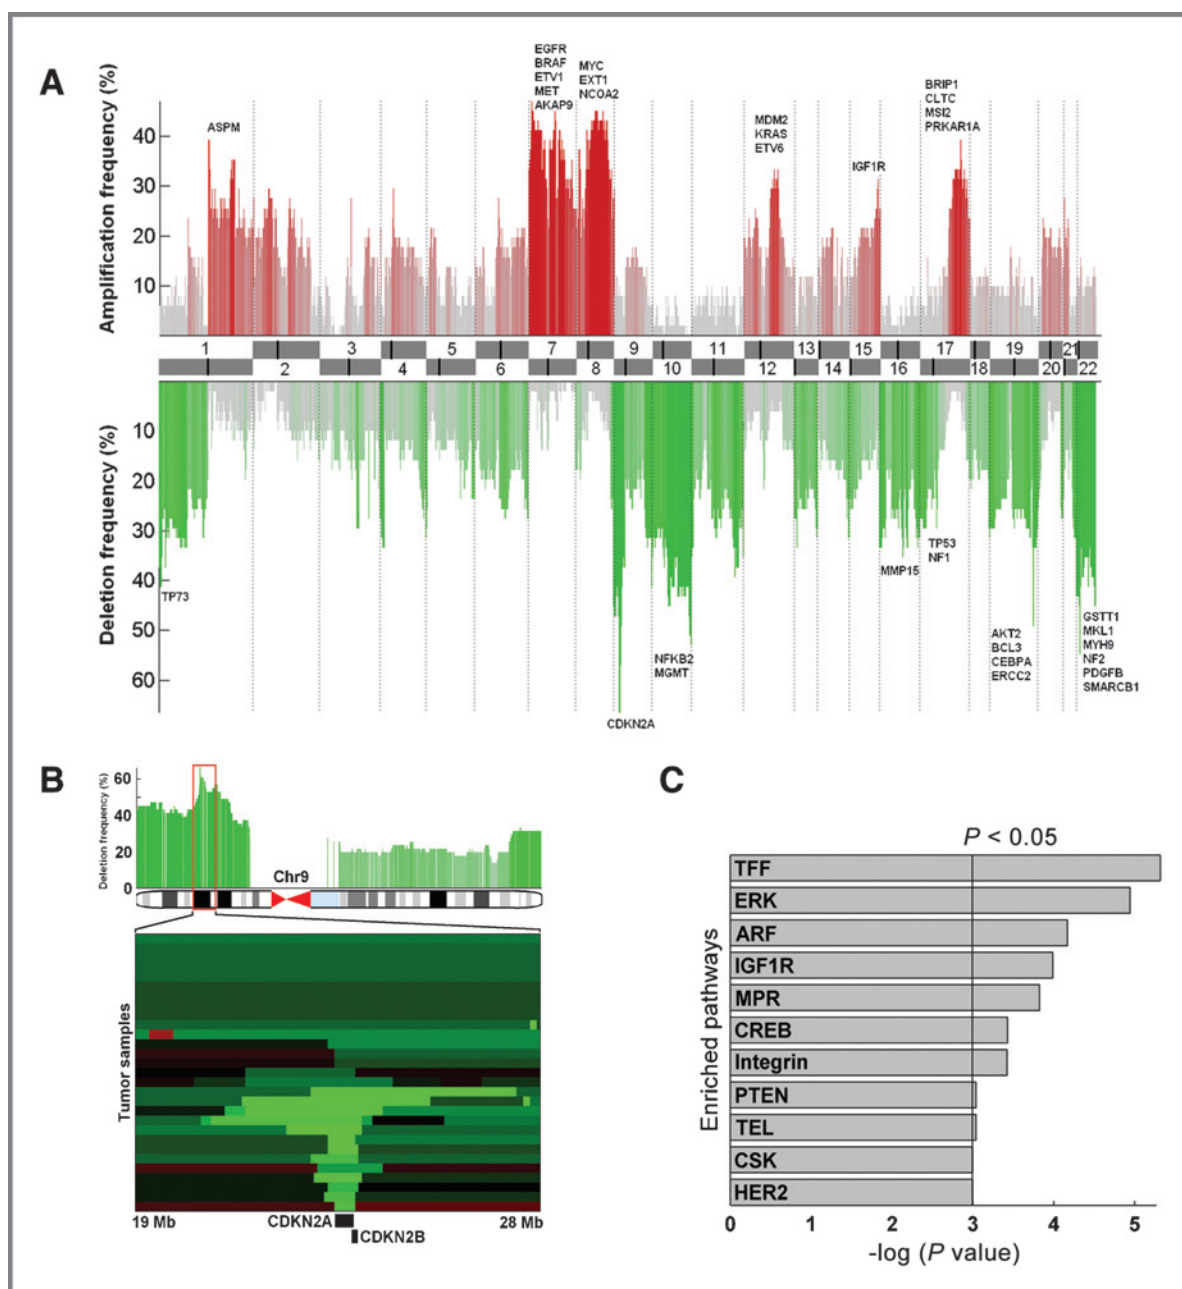 A
Amplification frequency (%)
40
30
20
10
ASPM
EGFR
BRAF
ETV1
MET
AKAP9
MYC
EXT1
NCOA2
MDM2
KRAS
ETV6
IGF1R
BRIP1
CLTC
MSI2
PRKAR1A
1 3 5 7 9 11 13 15 17 19 21
2 4 6 8 10 12 14 16 18 20 22
Deletion frequency (%)
10
20
30
40
50
60
TP73
CDKN2A
NFKB2
MGMT
MMP15
TP53
NF1
AKT2
BCL3
CEBPA
ERCC2
GSTT1
MKL1
MYH9
NF2
PDGFB
SMARCB1
B
Deletion frequency (%)
60
40
20
0
Chr9
Tumor samples
19 Mb
28 Mb
CDKN2A
CDKN2B
C
P < 0.05
Enriched pathways
TFF
ERK
ARF
IGF1R
MPR
CREB
Integrin
PTEN
TEL
CSK
HER2
0 1 2 3 4 5
-log (P value)